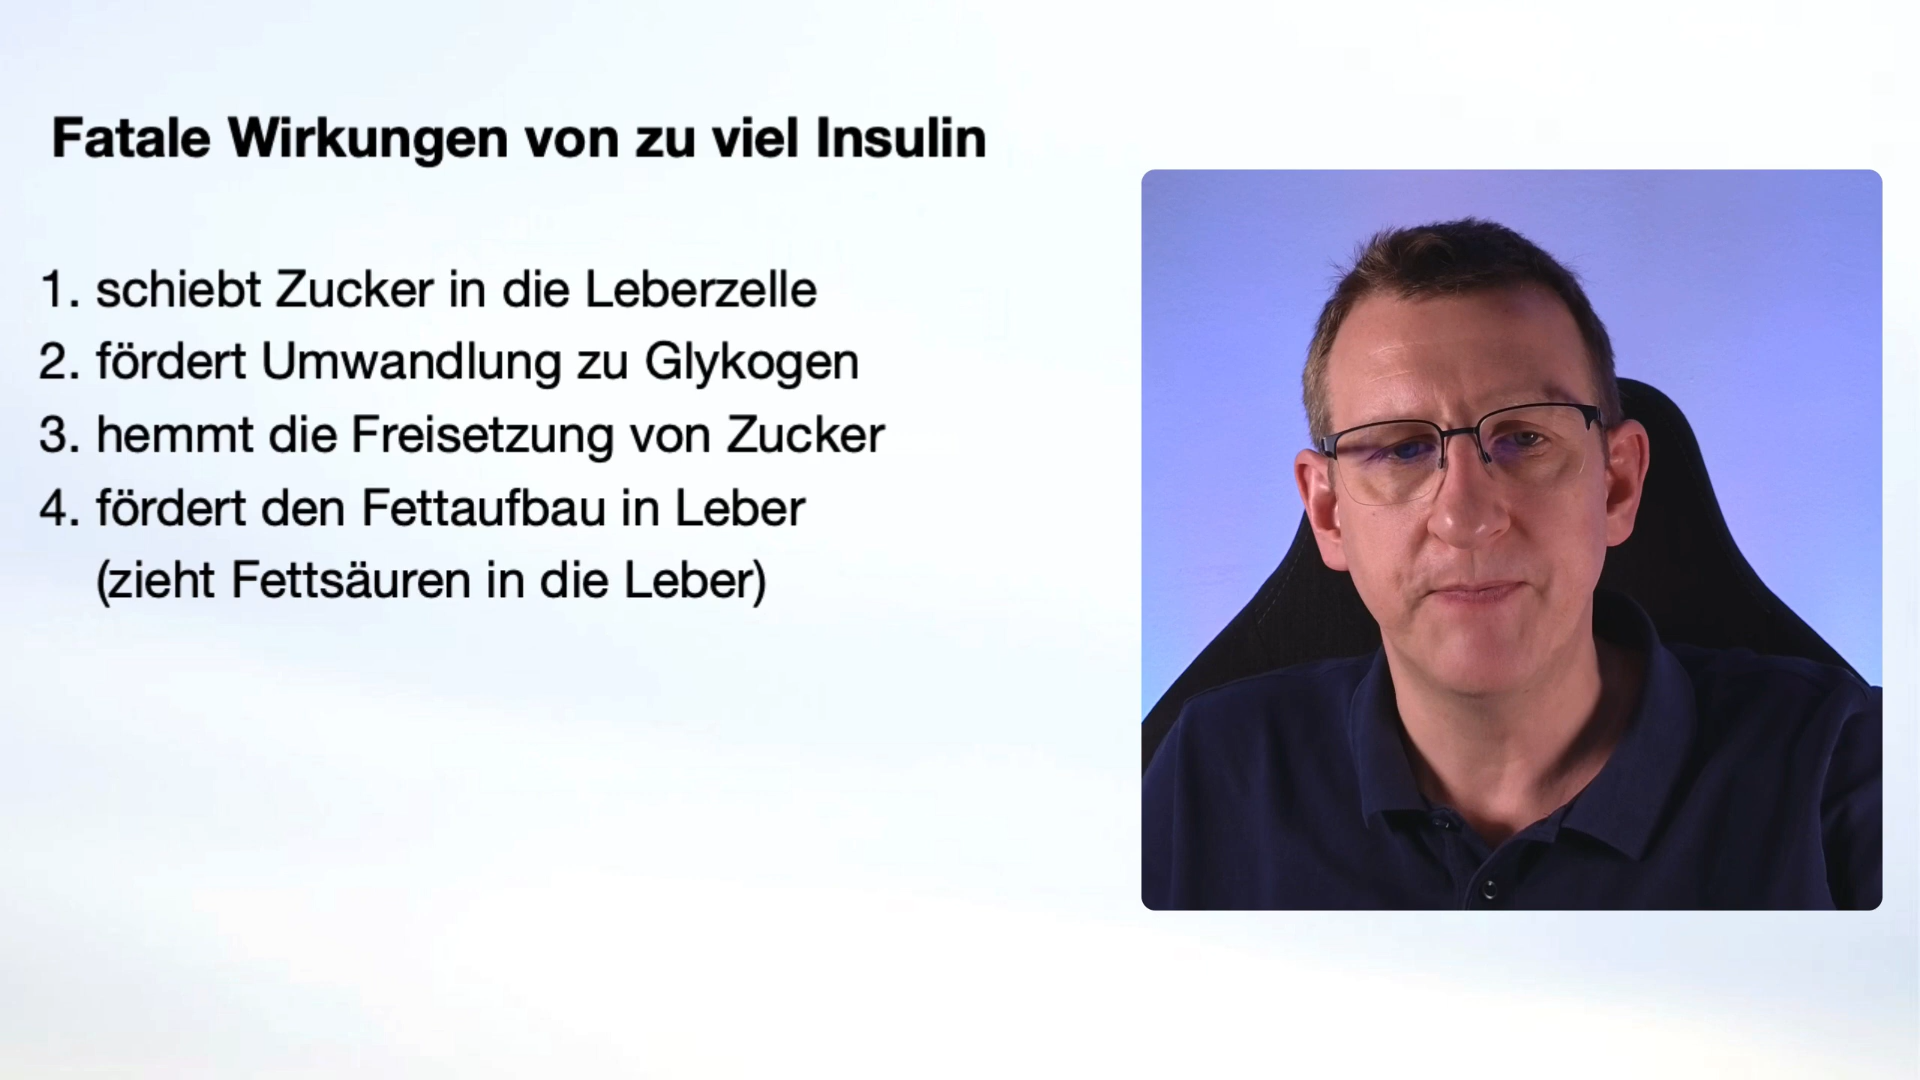 Fatale Wirkungen von zu viel Insulin
1. schiebt Zucker in die Leberzelle
2. fördert Umwandlung zu Glykogen
3. hemmt die Freisetzung von Zucker
4. fördert den Fettaufbau in Leber
(zieht Fettsäuren in die Leber)